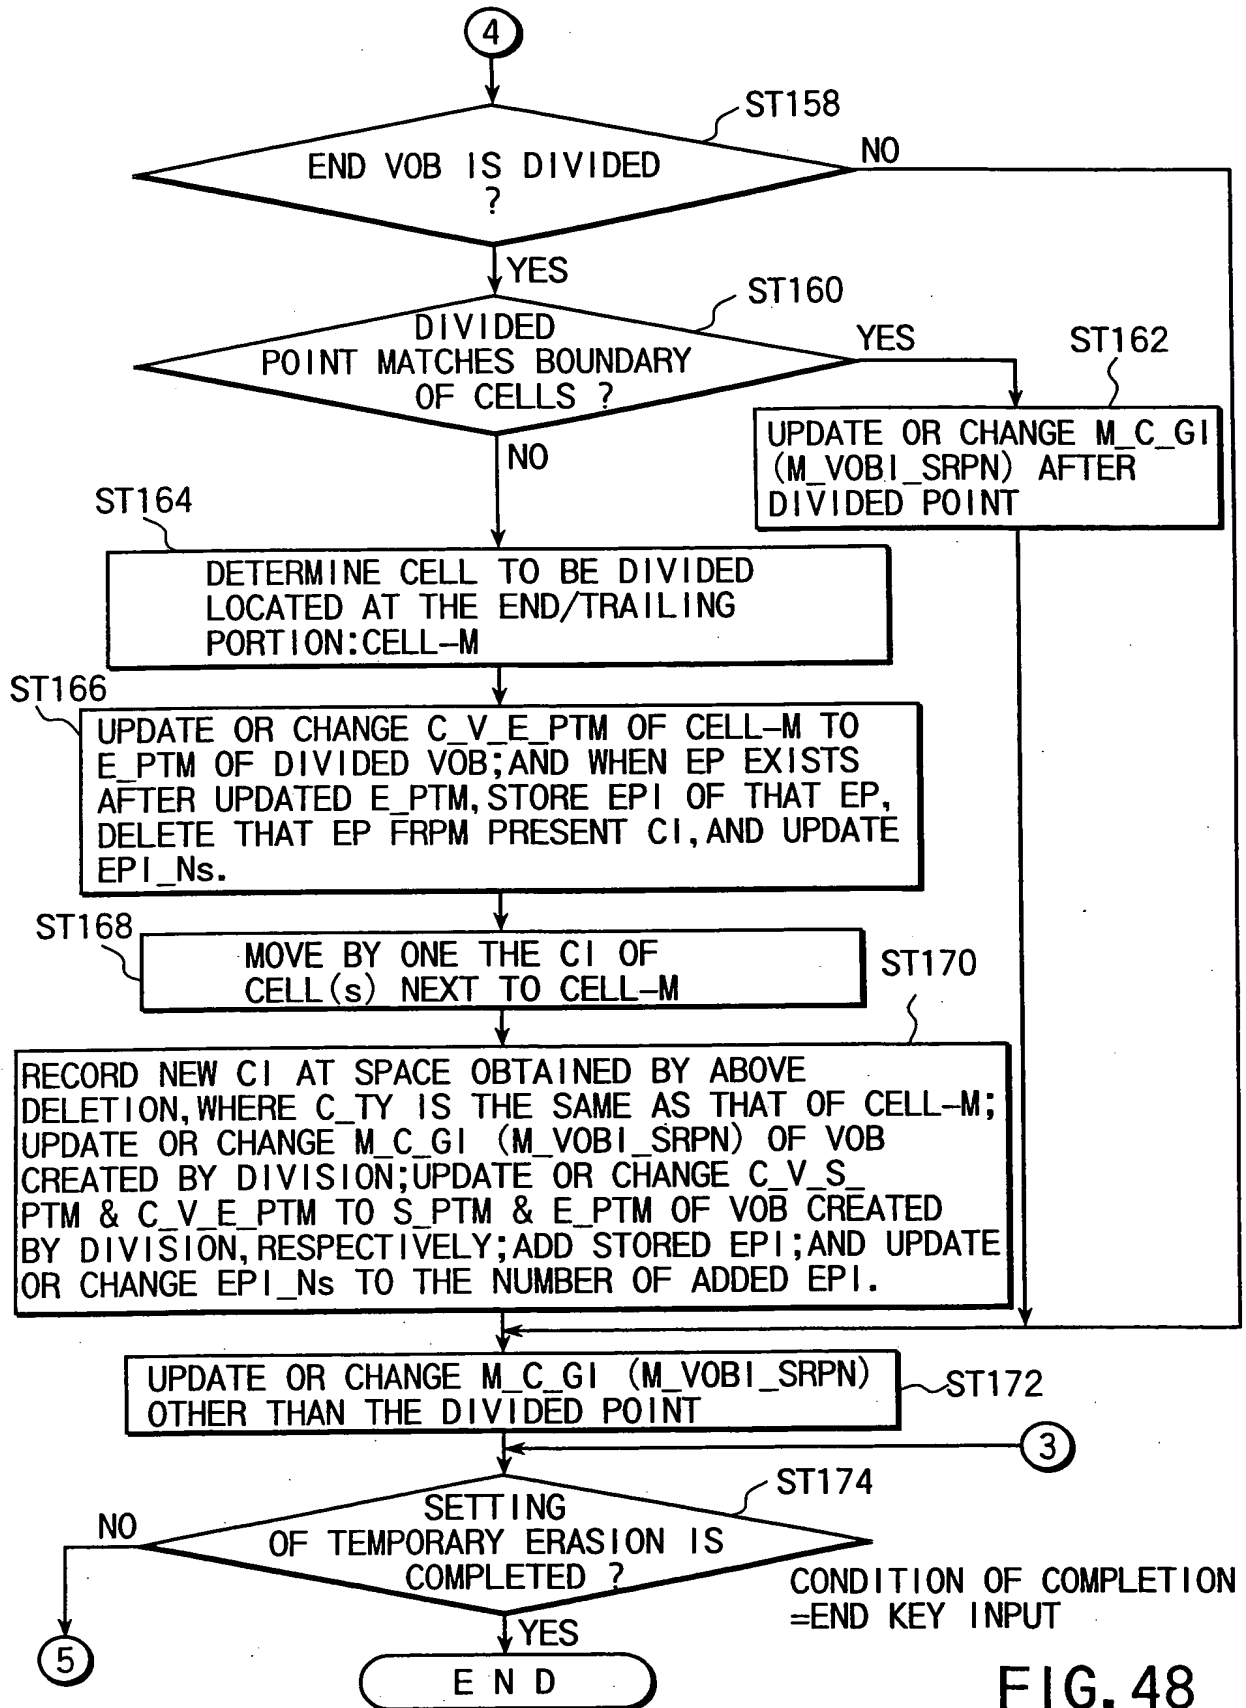 4
ST158
END VOB IS DIVIDED
?
NO
YES
ST160
DIVIDED
POINT MATCHES BOUNDARY
OF CELLS ?
YES
ST162
NO
UPDATE OR CHANGE M_C_GI
(M_VOBI_SRPN) AFTER
DIVIDED POINT
ST164
DETERMINE CELL TO BE DIVIDED
LOCATED AT THE END/TRAILING
PORTION:CELL-M
ST166
UPDATE OR CHANGE C_V_E_PTM OF CELL-M TO
E_PTM OF DIVIDED VOB;AND WHEN EP EXISTS
AFTER UPDATED E_PTM,STORE EPI OF THAT EP,
DELETE THAT EP FRPM PRESENT CI,AND UPDATE
EPI_Ns.
ST168
MOVE BY ONE THE CI OF
CELL(s) NEXT TO CELL-M
ST170
RECORD NEW CI AT SPACE OBTAINED BY ABOVE
DELETION,WHERE C_TY IS THE SAME AS THAT OF CELL-M;
UPDATE OR CHANGE M_C_GI (M_VOBI_SRPN) OF VOB
CREATED BY DIVISION;UPDATE OR CHANGE C_V_S_
PTM & C_V_E_PTM TO S_PTM & E_PTM OF VOB CREATED
BY DIVISION,RESPECTIVELY;ADD STORED EPI;AND UPDATE
OR CHANGE EPI_Ns TO THE NUMBER OF ADDED EPI.
UPDATE OR CHANGE M_C_GI (M_VOBI_SRPN)
OTHER THAN THE DIVIDED POINT
ST172
3
ST174
SETTING
OF TEMPORARY ERASION IS
COMPLETED ?
NO
CONDITION OF COMPLETION
=END KEY INPUT
YES
5
END
FIG. 48